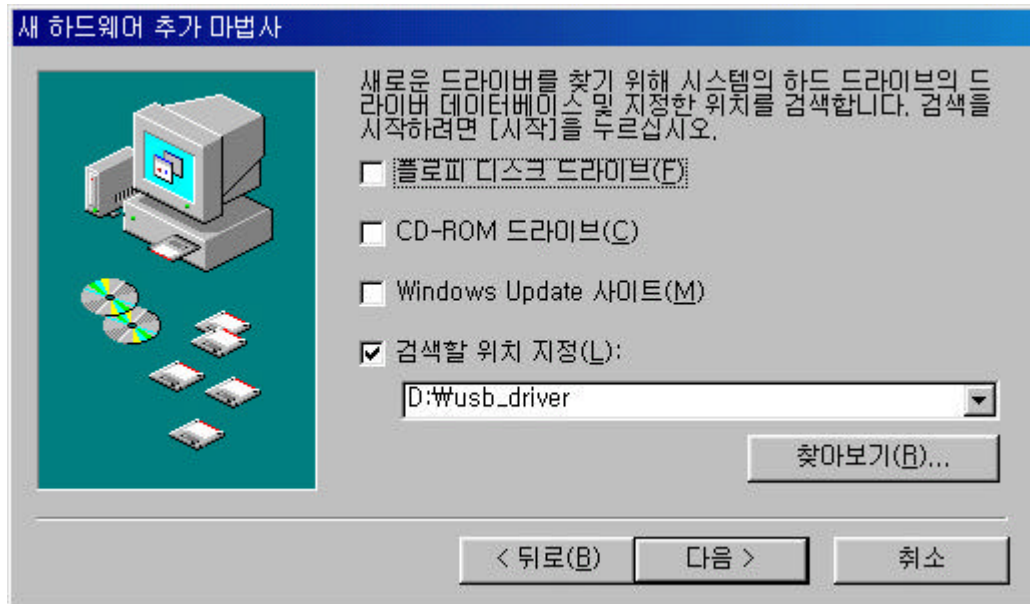 새 하드웨어 추가 마법사
새로운 드라이버를 찾기 위해 시스템의 하드 드라이브의 드
라이버 데이터베이스 및 지정한 위치를 검색합니다. 검색을
시작하려면 [시작]을 누르십시오.
플로피 디스크 드라이브(F)
CD-ROM 드라이브(C)
Windows Update 사이트(M)
검색할 위치 지정(L):
D:₩usb_driver
찾아보기(R)...
< 뒤로(B)
다음 >
취소